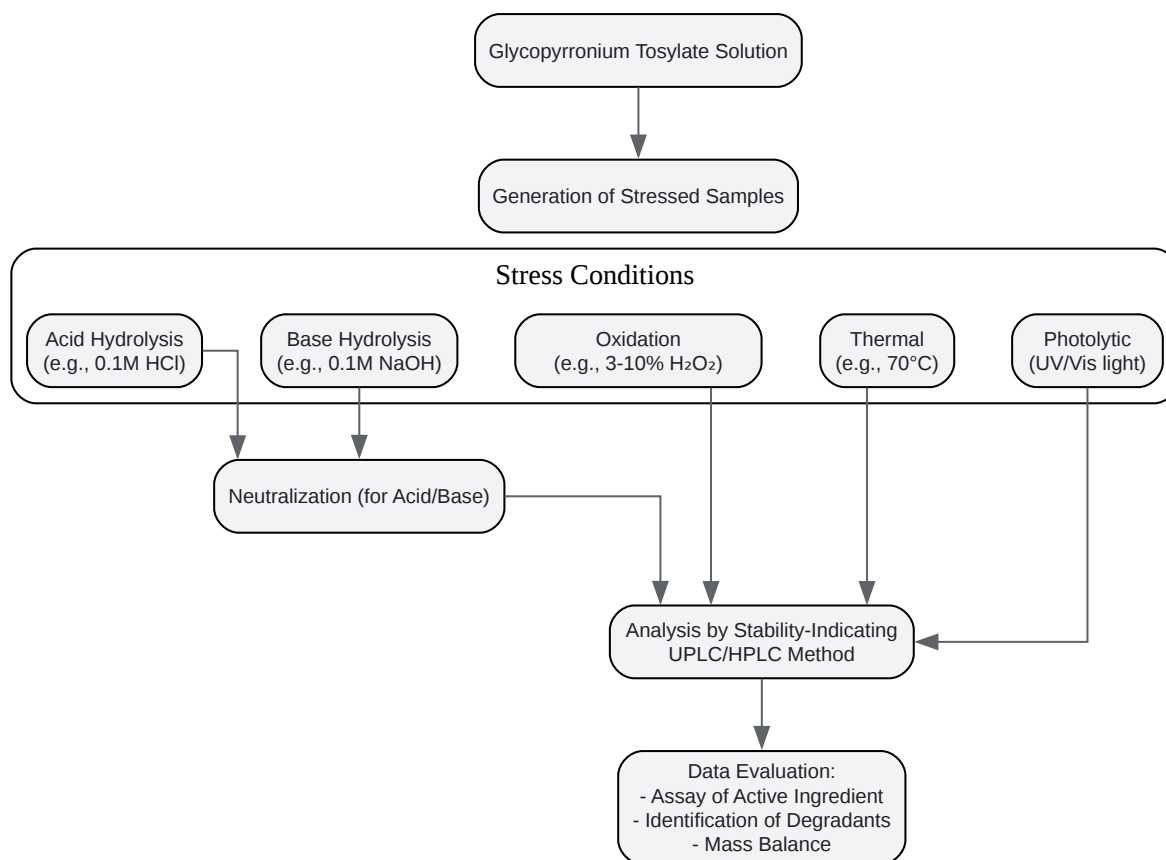 Glycopyrronium Tosylate Solution
Generation of Stressed Samples
Stress Conditions
Acid Hydrolysis
(e.g., 0.1M HCl)
Base Hydrolysis
(e.g., 0.1M NaOH)
Oxidation
(e.g., 3-10% H₂O₂)
Thermal
(e.g., 70°C)
Photolytic
(UV/Vis light)
Neutralization (for Acid/Base)
Analysis by Stability-Indicating
UPLC/HPLC Method
Data Evaluation:
- Assay of Active Ingredient
- Identification of Degradants
- Mass Balance